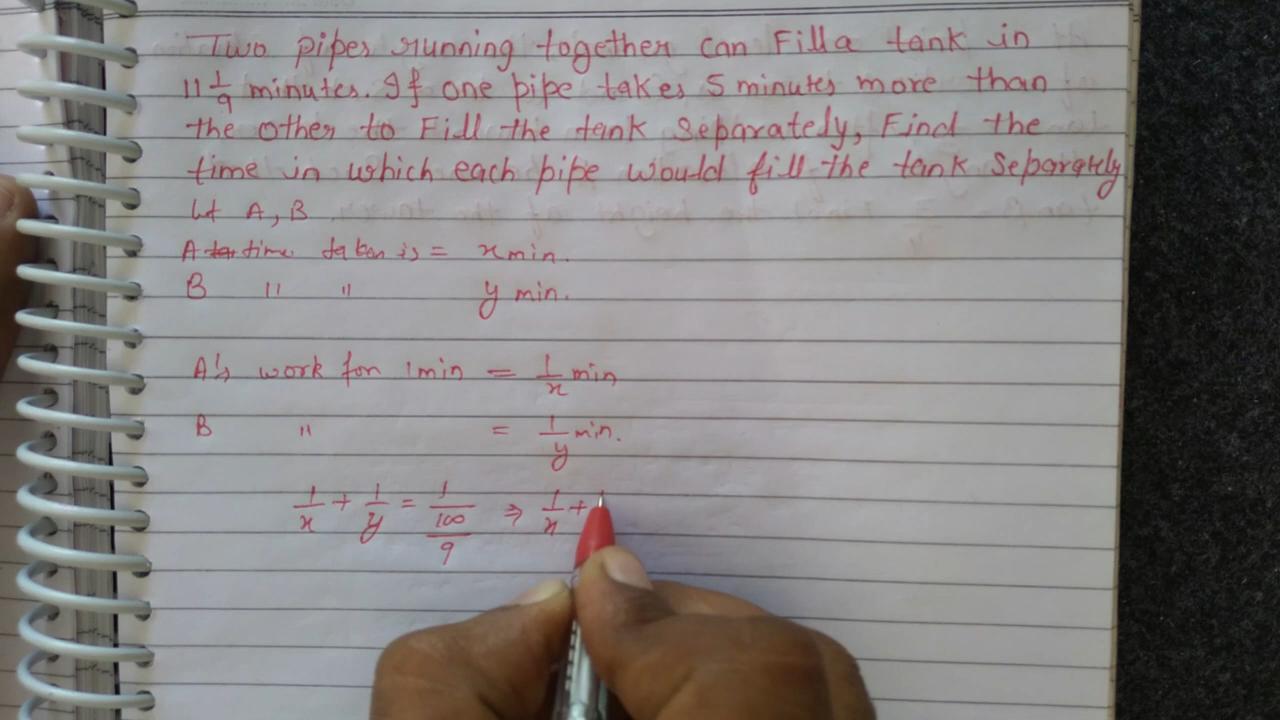 Two pipes running together can Fill a tank in
11 1/9 minutes. If one pipe takes 5 minutes more than
the other to Fill the tank Separately, Find the
time in which each pipe would fill the tank Separately
let A, B
A time taken is = x min.
B " " y min.
A's work for 1 min = 1/x min
B " = 1/y min.
1/x + 1/y = 1/(100/9) ⇒ 1/x +